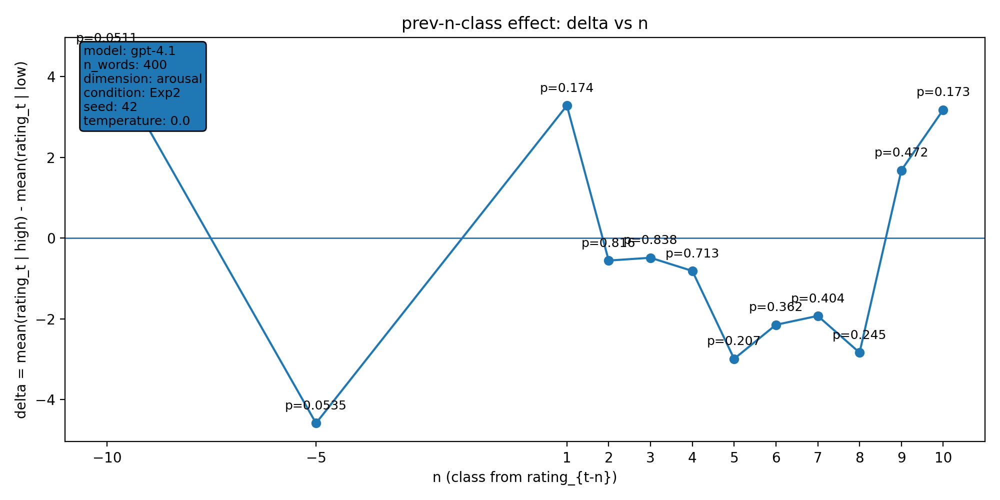 prev-n-class effect: delta vs n
p=0.0511
model: gpt-4.1
n_words: 400
dimension: arousal
condition: Exp2
seed: 42
temperature: 0.0
p=0.0535
p=0.174
p=0.816
p=0.838
p=0.713
p=0.207
p=0.362
p=0.404
p=0.245
p=0.472
p=0.173
delta = mean(rating_t | high) - mean(rating_t | low)
4
2
0
−2
−4
−10
−5
1
2
3
4
5
6
7
8
9
10
n (class from rating_{t-n})